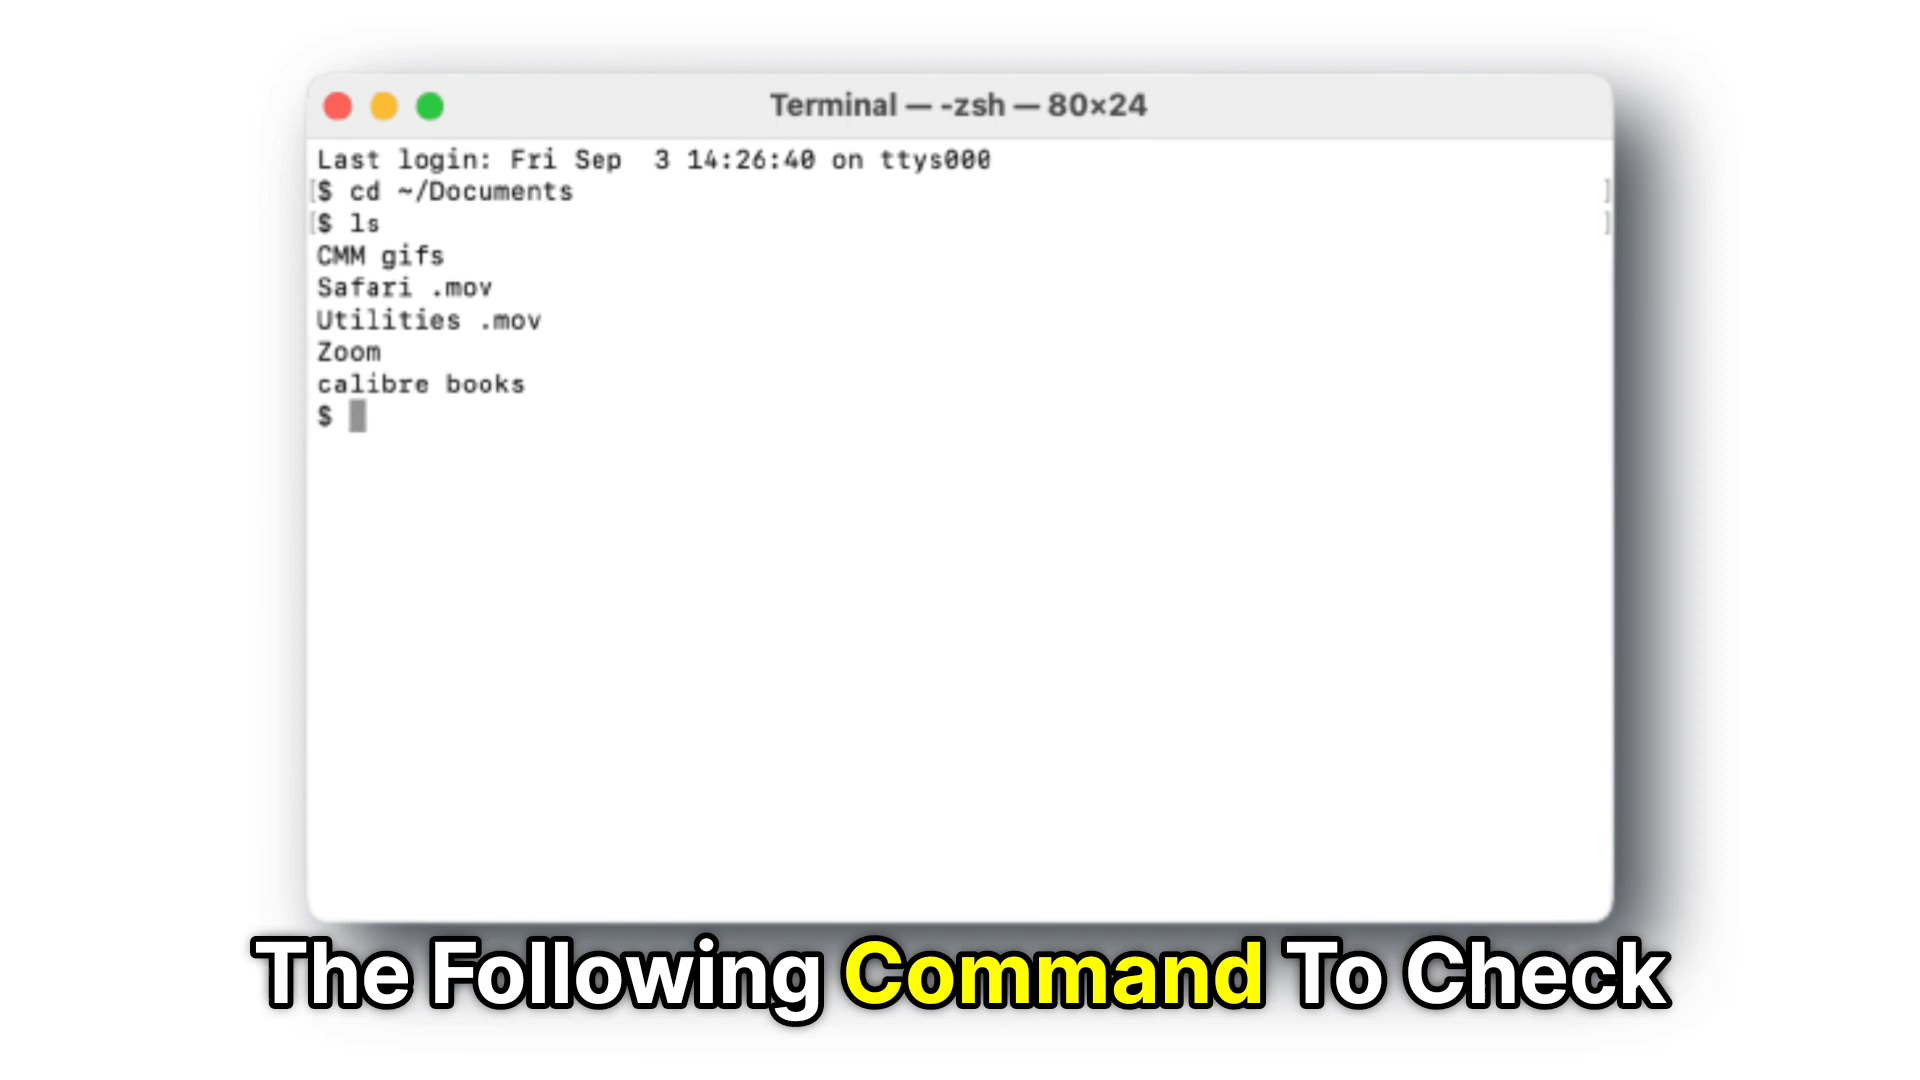 Terminal — -zsh — 80×24
Last login: Fri Sep  3 14:26:40 on ttys000
[$ cd ~/Documents ]
[$ ls ]
CMM gifs
Safari .mov
Utilities .mov
Zoom
calibre books
$
The Following Command To Check